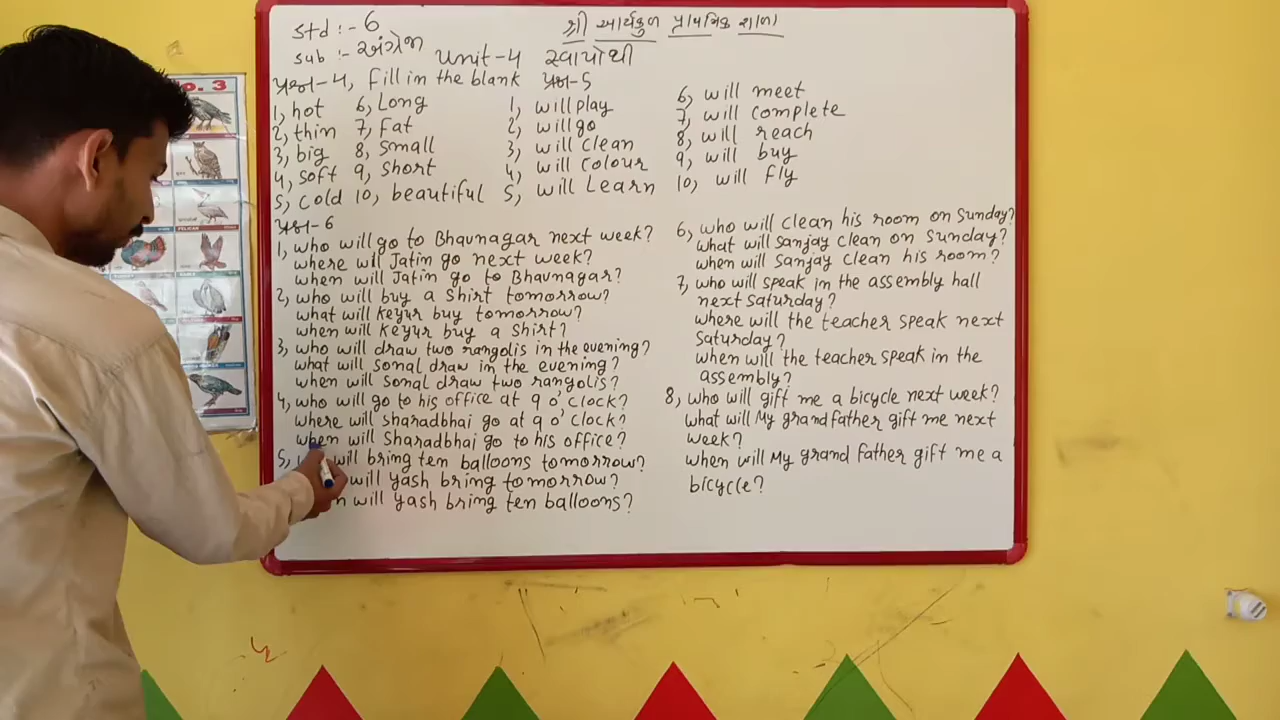 Std :- 6
શ્રી આર્યકુળ પ્રાથમિક શાળા
Sub :- અંગ્રેજી
Unit-4 સ્વાપોથી
પ્રશ્ન-4, Fill in the blank
1, hot 6, Long
2, thin 7, Fat
3, big 8, Small
4, Soft 9, Short
5, Cold 10, beautiful
પ્રશ્ન-5
1, will play
2, will go
3, will Clean
4, will Colour
5, will Learn
6, will meet
7, will complete
8, will reach
9, will buy
10, will Fly
પ્રશ્ન-6
1, who will go to Bhavnagar next week?
where will Jatin go next week?
when will Jatin go to Bhavnagar?
2, who will buy a Shirt tomorrow?
what will Keyur buy tomorrow?
when will Keyur buy a Shirt?
3, who will draw two rangolis in the evening?
what will Sonal draw in the evening?
when will Sonal draw two rangolis?
4, who will go to his office at 9 o'clock?
where will Sharadbhai go at 9 o'clock?
when will Sharadbhai go to his office?
5, will bring ten balloons tomorrow?
will Yash bring tomorrow?
will Yash bring ten balloons?
6, who will clean his room on Sunday?
What will Sanjay clean on Sunday?
When will Sanjay clean his room?
7, who will speak in the assembly hall
next Saturday?
where will the teacher speak next
Saturday?
when will the teacher speak in the
assembly?
8, who will gift me a bicycle next week?
what will My grandfather gift me next
week?
when will My grand father gift me a
bicycle?
NO. 3
PELICAN